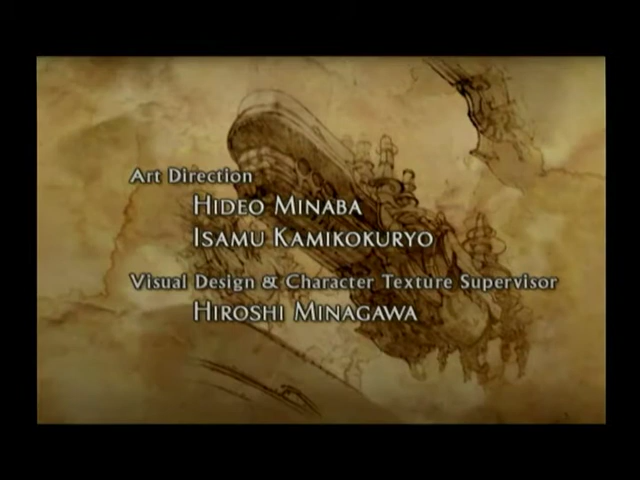 Art Direction
HIDEO MINABA
ISAMU KAMIKOKURYO
Visual Design & Character Texture Supervisor
HIROSHI MINAGAWA